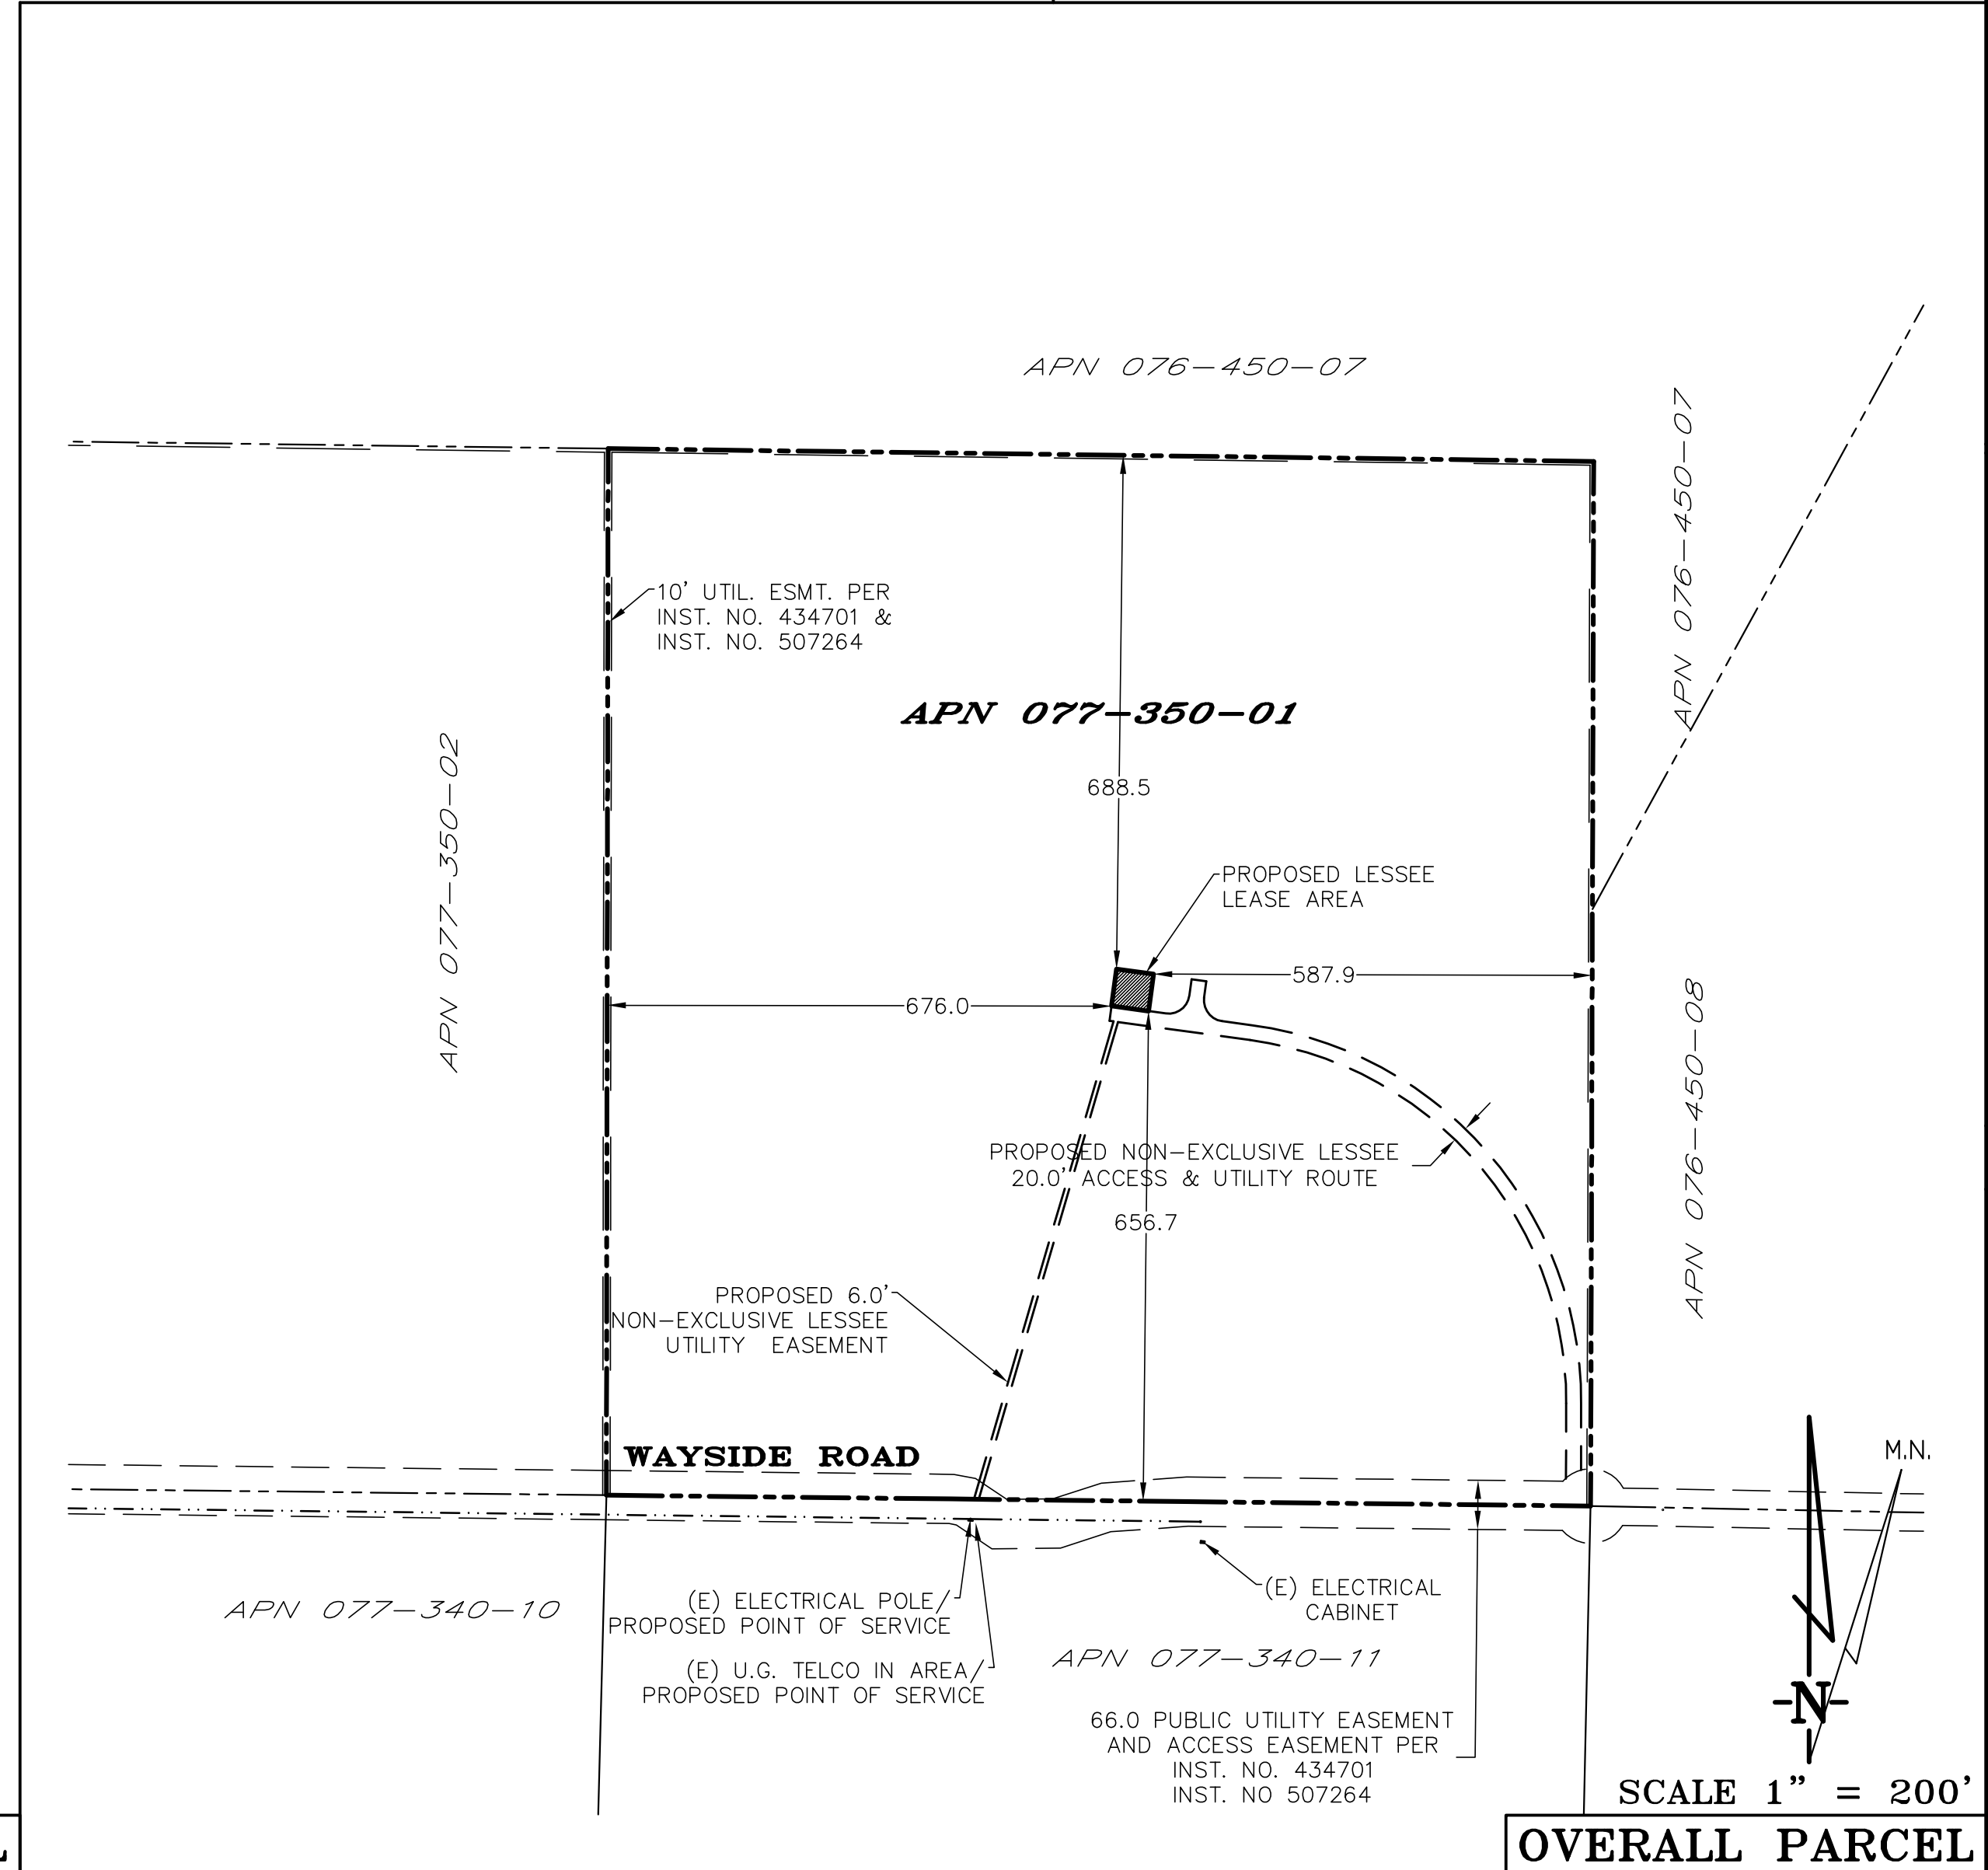 APN 076-450-07
APN 076-450-07
10' UTIL. ESMT. PER
INST. NO. 434701 &
INST. NO. 507264
APN 077-350-01
APN 077-350-02
688.5
PROPOSED LESSEE
LEASE AREA
587.9
676.0
APN 076-450-08
PROPOSED NON-EXCLUSIVE LESSEE
20.0' ACCESS & UTILITY ROUTE
656.7
PROPOSED 6.0'
NON-EXCLUSIVE LESSEE
UTILITY EASEMENT
WAYSIDE ROAD
M.N.
(E) ELECTRICAL POLE/
PROPOSED POINT OF SERVICE
(E) ELECTRICAL
CABINET
APN 077-340-10
(E) U.G. TELCO IN AREA/
PROPOSED POINT OF SERVICE
APN 077-340-11
66.0 PUBLIC UTILITY EASEMENT
AND ACCESS EASEMENT PER
INST. NO. 434701
INST. NO 507264
-N-
SCALE 1" = 200'
OVERALL PARCEL